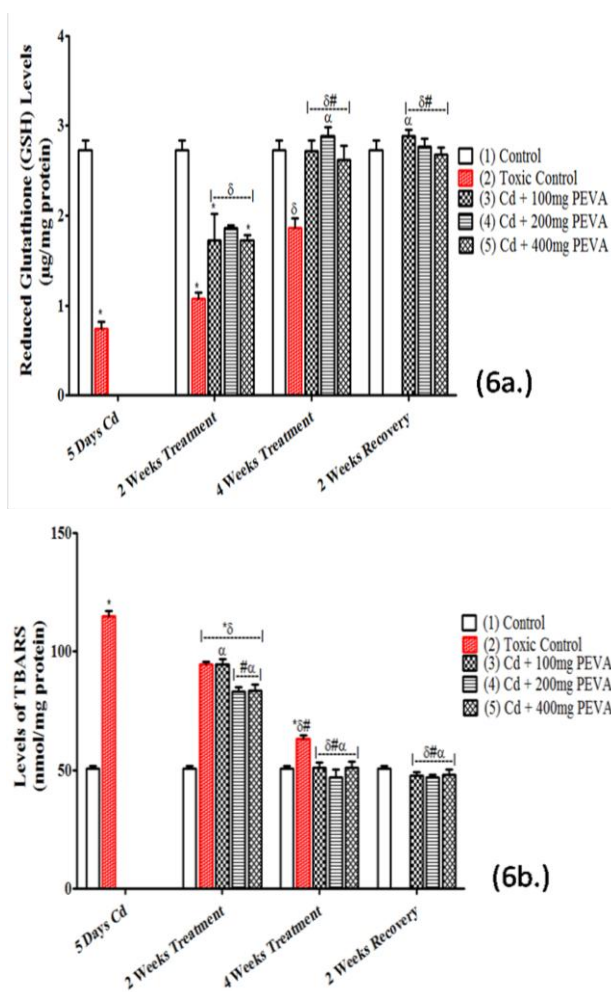 Reduced Glutathione (GSH) Levels
(µg/mg protein)
4
3
2
1
0
*
*
*
δ
*
δ
δ#
α
δ#
α
(1) Control
(2) Toxic Control
(3) Cd + 100mg PEVA
(4) Cd + 200mg PEVA
(5) Cd + 400mg PEVA
(6a.)
5 Days Cd
2 Weeks Treatment
4 Weeks Treatment
2 Weeks Recovery
Levels of TBARS
(nmol/mg protein)
150
100
50
0
*
*δ
α
#α
*δ#
δ#α
δ#α
(1) Control
(2) Toxic Control
(3) Cd + 100mg PEVA
(4) Cd + 200mg PEVA
(5) Cd + 400mg PEVA
(6b.)
5 Days Cd
2 Weeks Treatment
4 Weeks Treatment
2 Weeks Recovery